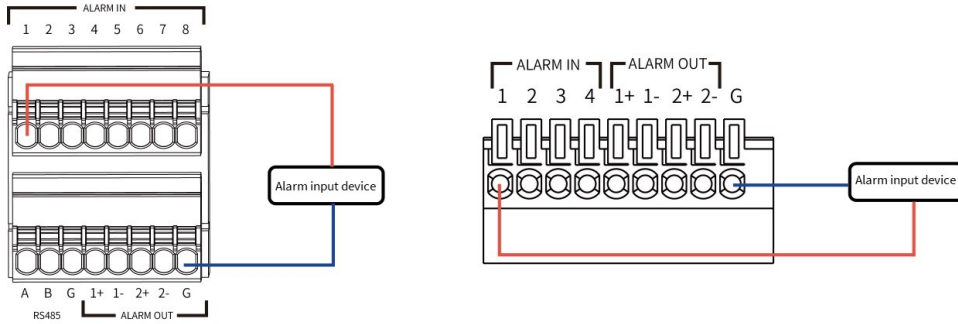 ALARM IN
1 2 3 4 5 6 7 8
Alarm input device
A B G 1+ 1- 2+ 2- G
RS485 ALARM OUT
ALARM IN ALARM OUT
1 2 3 4 1+ 1- 2+ 2- G
Alarm input device